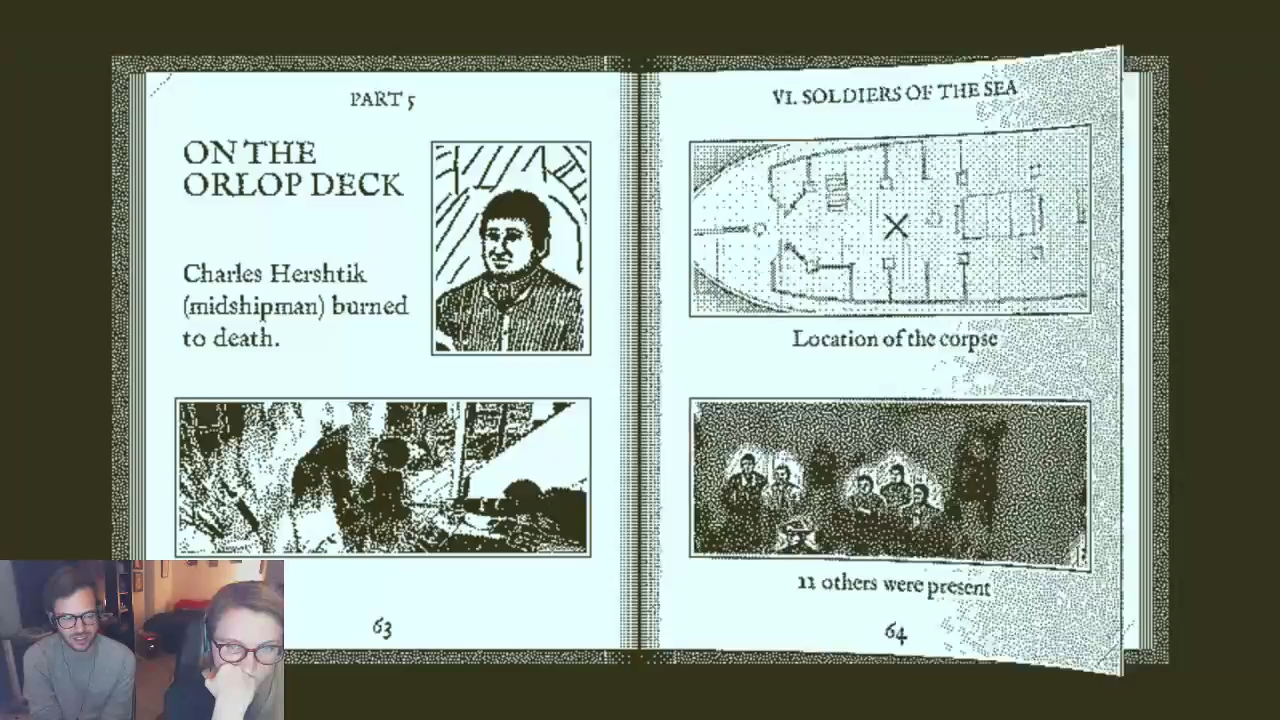 PART 5
ON THE
ORLOP DECK
Charles Hershtik
(midshipman) burned
to death.
63
VI. SOLDIERS OF THE SEA
Location of the corpse
11 others were present
64